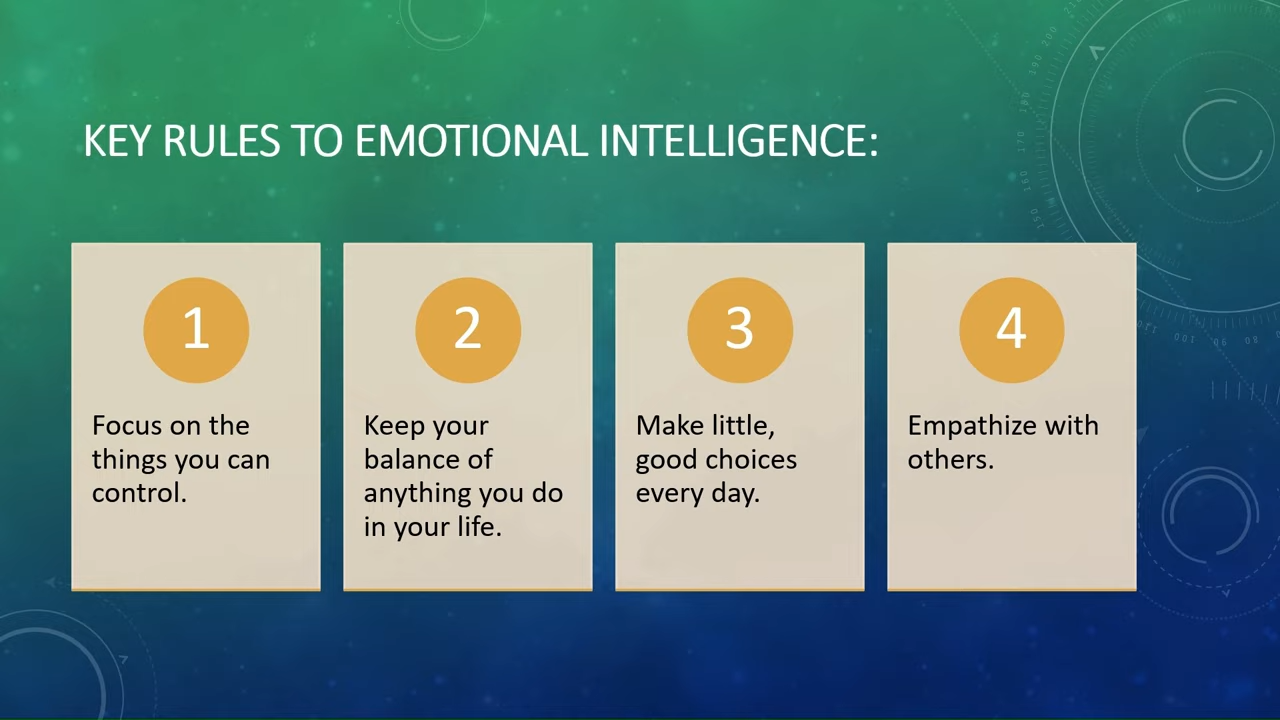 KEY RULES TO EMOTIONAL INTELLIGENCE:
1
Focus on the
things you can
control.
2
Keep your
balance of
anything you do
in your life.
3
Make little,
good choices
every day.
4
Empathize with
others.